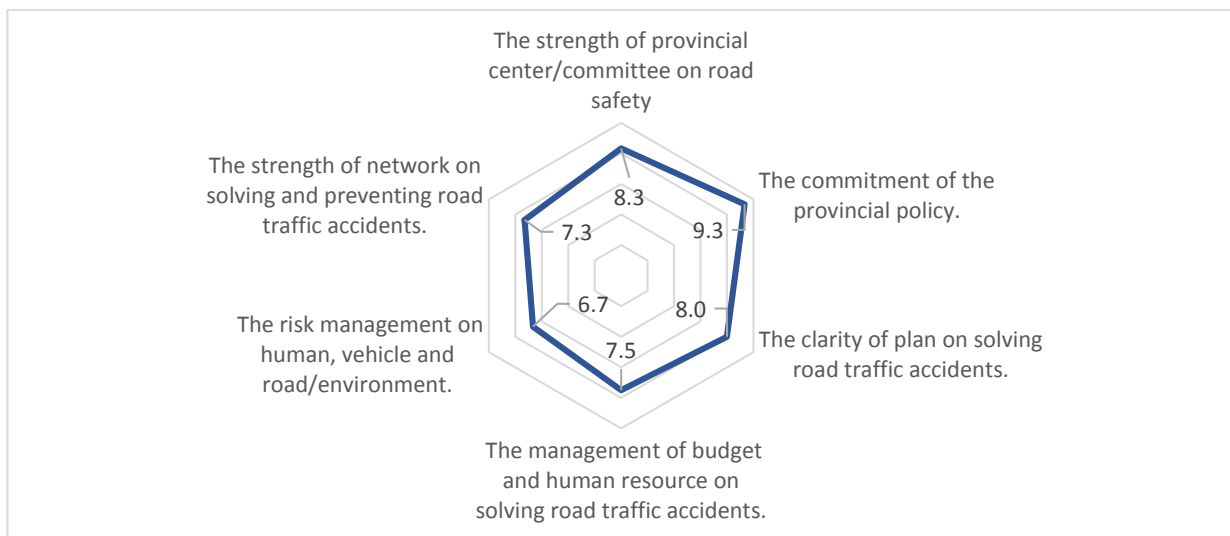 The strength of provincial
center/committee on road
safety
The strength of network on
solving and preventing road
traffic accidents.
The commitment of the
provincial policy.
8.3
9.3
7.3
6.7
8.0
7.5
The risk management on
human, vehicle and
road/environment.
The clarity of plan on solving
road traffic accidents.
The management of budget
and human resource on
solving road traffic accidents.